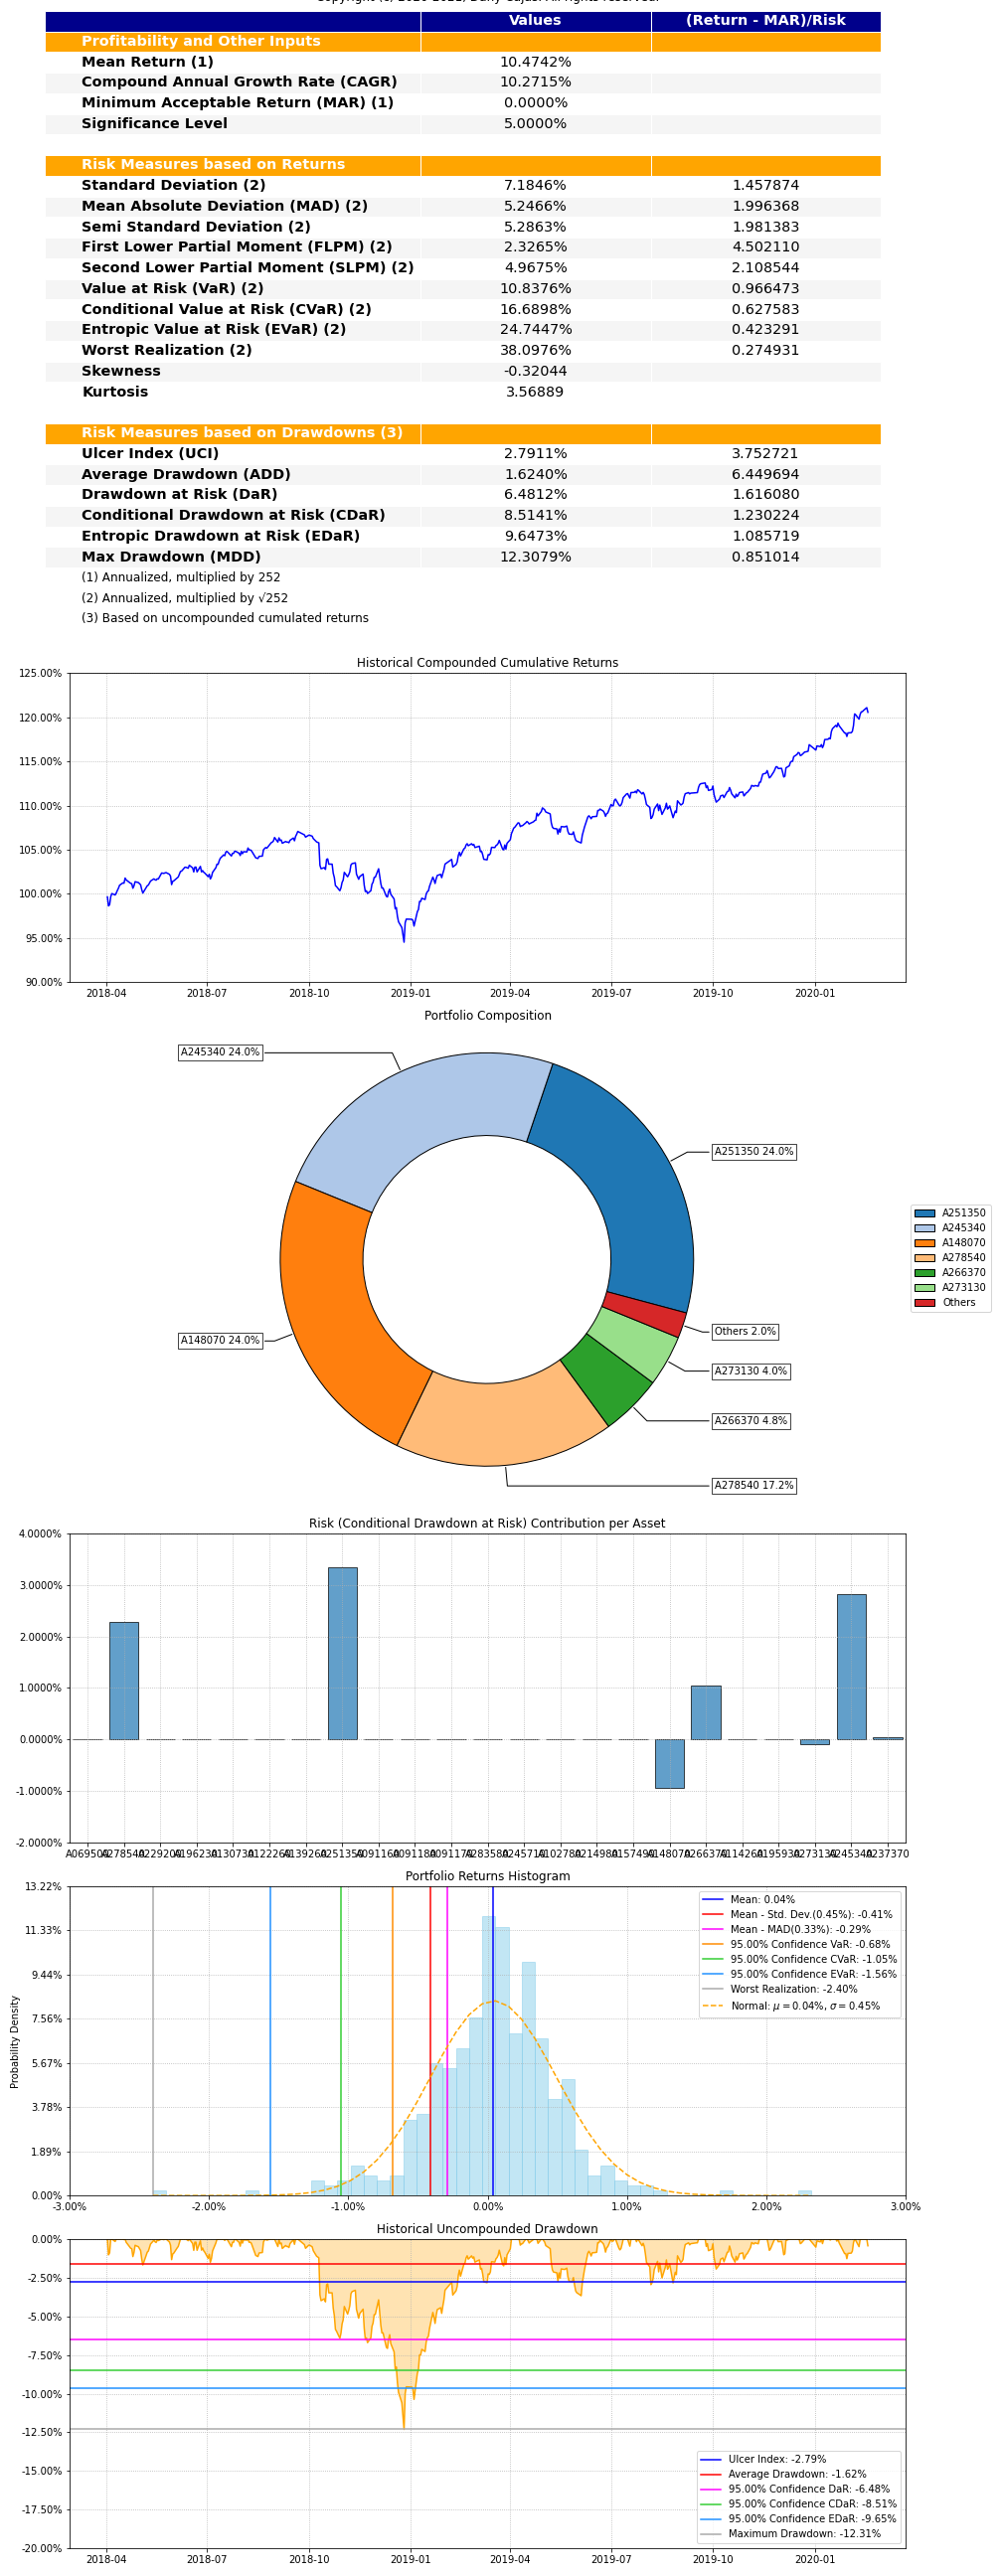 Copyright (c) 2020-2021, Dany Cajas. All rights reserved.
Values (Return - MAR)/Risk
Profitability and Other Inputs
Mean Return (1) 10.4742%
Compound Annual Growth Rate (CAGR) 10.2715%
Minimum Acceptable Return (MAR) (1) 0.0000%
Significance Level 5.0000%
Risk Measures based on Returns
Standard Deviation (2) 7.1846% 1.457874
Mean Absolute Deviation (MAD) (2) 5.2466% 1.996368
Semi Standard Deviation (2) 5.2863% 1.981383
First Lower Partial Moment (FLPM) (2) 2.3265% 4.502110
Second Lower Partial Moment (SLPM) (2) 4.9675% 2.108544
Value at Risk (VaR) (2) 10.8376% 0.966473
Conditional Value at Risk (CVaR) (2) 16.6898% 0.627583
Entropic Value at Risk (EVaR) (2) 24.7447% 0.423291
Worst Realization (2) 38.0976% 0.274931
Skewness -0.32044
Kurtosis 3.56889
Risk Measures based on Drawdowns (3)
Ulcer Index (UCI) 2.7911% 3.752721
Average Drawdown (ADD) 1.6240% 6.449694
Drawdown at Risk (DaR) 6.4812% 1.616080
Conditional Drawdown at Risk (CDaR) 8.5141% 1.230224
Entropic Drawdown at Risk (EDaR) 9.6473% 1.085719
Max Drawdown (MDD) 12.3079% 0.851014
(1) Annualized, multiplied by 252
(2) Annualized, multiplied by √252
(3) Based on uncompounded cumulated returns
Historical Compounded Cumulative Returns
125.00%
120.00%
115.00%
110.00%
105.00%
100.00%
95.00%
90.00%
2018-04 2018-07 2018-10 2019-01 2019-04 2019-07 2019-10 2020-01
Portfolio Composition
A245340 24.0%
A251350 24.0%
A148070 24.0%
Others 2.0%
A273130 4.0%
A266370 4.8%
A278540 17.2%
A251350
A245340
A148070
A278540
A266370
A273130
Others
Risk (Conditional Drawdown at Risk) Contribution per Asset
4.0000%
3.0000%
2.0000%
1.0000%
0.0000%
-1.0000%
-2.0000%
A237370
Portfolio Returns Histogram
Probability Density
13.22%
11.33%
9.44%
7.56%
5.67%
3.78%
1.89%
0.00%
-3.00% -2.00% -1.00% 0.00% 1.00% 2.00% 3.00%
Mean: 0.04%
Mean - Std. Dev.(0.45%): -0.41%
Mean - MAD(0.33%): -0.29%
95.00% Confidence VaR: -0.68%
95.00% Confidence CVaR: -1.05%
95.00% Confidence EVaR: -1.56%
Worst Realization: -2.40%
Normal: μ = 0.04%, σ = 0.45%
Historical Uncompounded Drawdown
0.00%
-2.50%
-5.00%
-7.50%
-10.00%
-12.50%
-15.00%
-17.50%
-20.00%
Ulcer Index: -2.79%
Average Drawdown: -1.62%
95.00% Confidence DaR: -6.48%
95.00% Confidence CDaR: -8.51%
95.00% Confidence EDaR: -9.65%
Maximum Drawdown: -12.31%
2018-04 2018-07 2018-10 2019-01 2019-04 2019-07 2019-10 2020-01